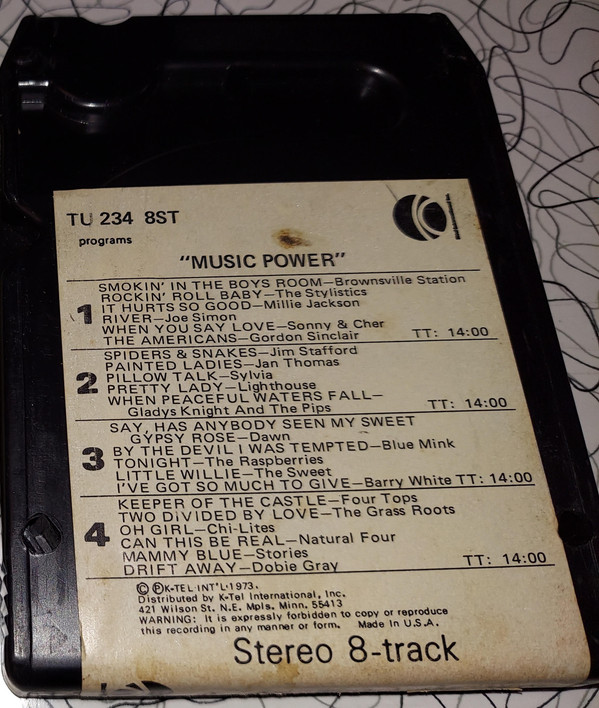 TU 234 8ST
programs
"MUSIC POWER"
1
SMOKIN' IN THE BOYS ROOM—Brownsville Station
ROCKIN' ROLL BABY—The Stylistics
IT HURTS SO GOOD—Millie Jackson
RIVER—Joe Simon
WHEN YOU SAY LOVE—Sonny & Cher
THE AMERICANS—Gordon Sinclair TT: 14:00
2
SPIDERS & SNAKES—Jim Stafford
PAINTED LADIES—Jan Thomas
PILLOW TALK—Sylvia
PRETTY LADY—Lighthouse
WHEN PEACEFUL WATERS FALL—
Gladys Knight And The Pips TT: 14:00
3
SAY, HAS ANYBODY SEEN MY SWEET
GYPSY ROSE—Dawn
BY THE DEVIL I WAS TEMPTED—Blue Mink
TONIGHT—The Raspberries
LITTLE WILLIE—The Sweet
I'VE GOT SO MUCH TO GIVE—Barry White TT: 14:00
4
KEEPER OF THE CASTLE—Four Tops
TWO DIVIDED BY LOVE—The Grass Roots
OH GIRL—Chi-Lites
CAN THIS BE REAL—Natural Four
MAMMY BLUE—Stories
DRIFT AWAY—Dobie Gray TT: 14:00
© ℗K-TEL INT'L·1973.
Distributed by K-Tel International, Inc.
421 Wilson St. N.E. Mpls. Minn. 55413
WARNING: It is expressly forbidden to copy or reproduce
this recording in any manner or form. Made In U.S.A.
Stereo 8-track